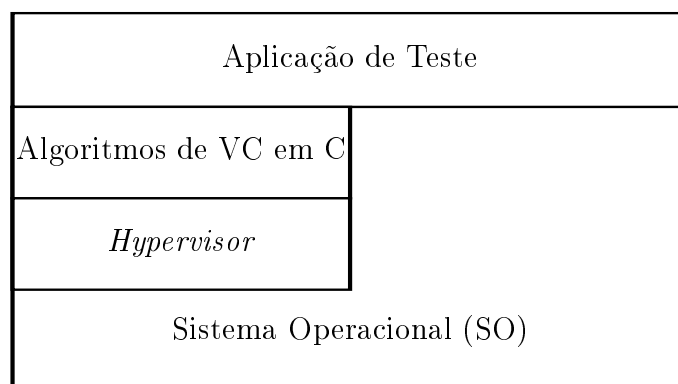 Aplicação de Teste
Algoritmos de VC em C
Hypervisor
Sistema Operacional (SO)